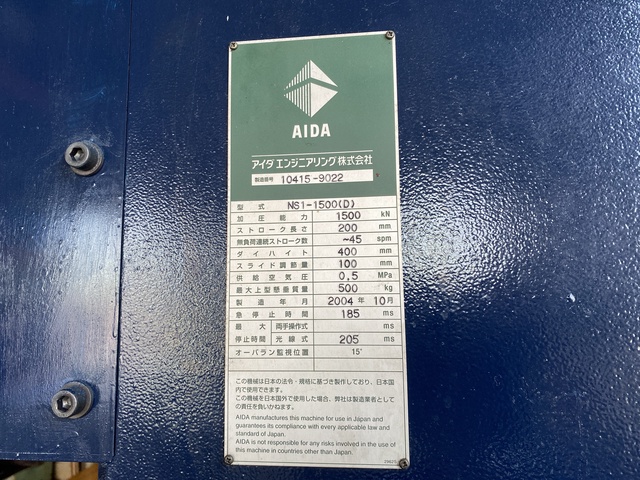 AIDA
アイダエンジニアリング株式会社
製造番号 10415-9022
型式 NS1-1500(D)
加圧能力 1500 kN
ストローク長さ 200 mm
無負荷連続ストローク数 ~45 spm
ダイハイト 400 mm
スライド調節量 100 mm
供給空気圧 0.5 MPa
最大上型懸垂質量 500 kg
製造年月 2004年 10月
急停止時間 185 ms
最大 両手操作式 ms
停止時間 光線式 205 ms
オーバラン監視位置 15°
この機械は日本の法令・規格に基づき製作しており、日本国
内で使用できます。
この機械を日本国外で使用した場合、弊社は製造業者として
の責任を負いかねます。
AIDA manufactures this machine for use in Japan and
guarantees its compliance with every applicable law and
standard of Japan.
AIDA is not responsible for any risks involved in the use of
this machine in countries other than Japan.